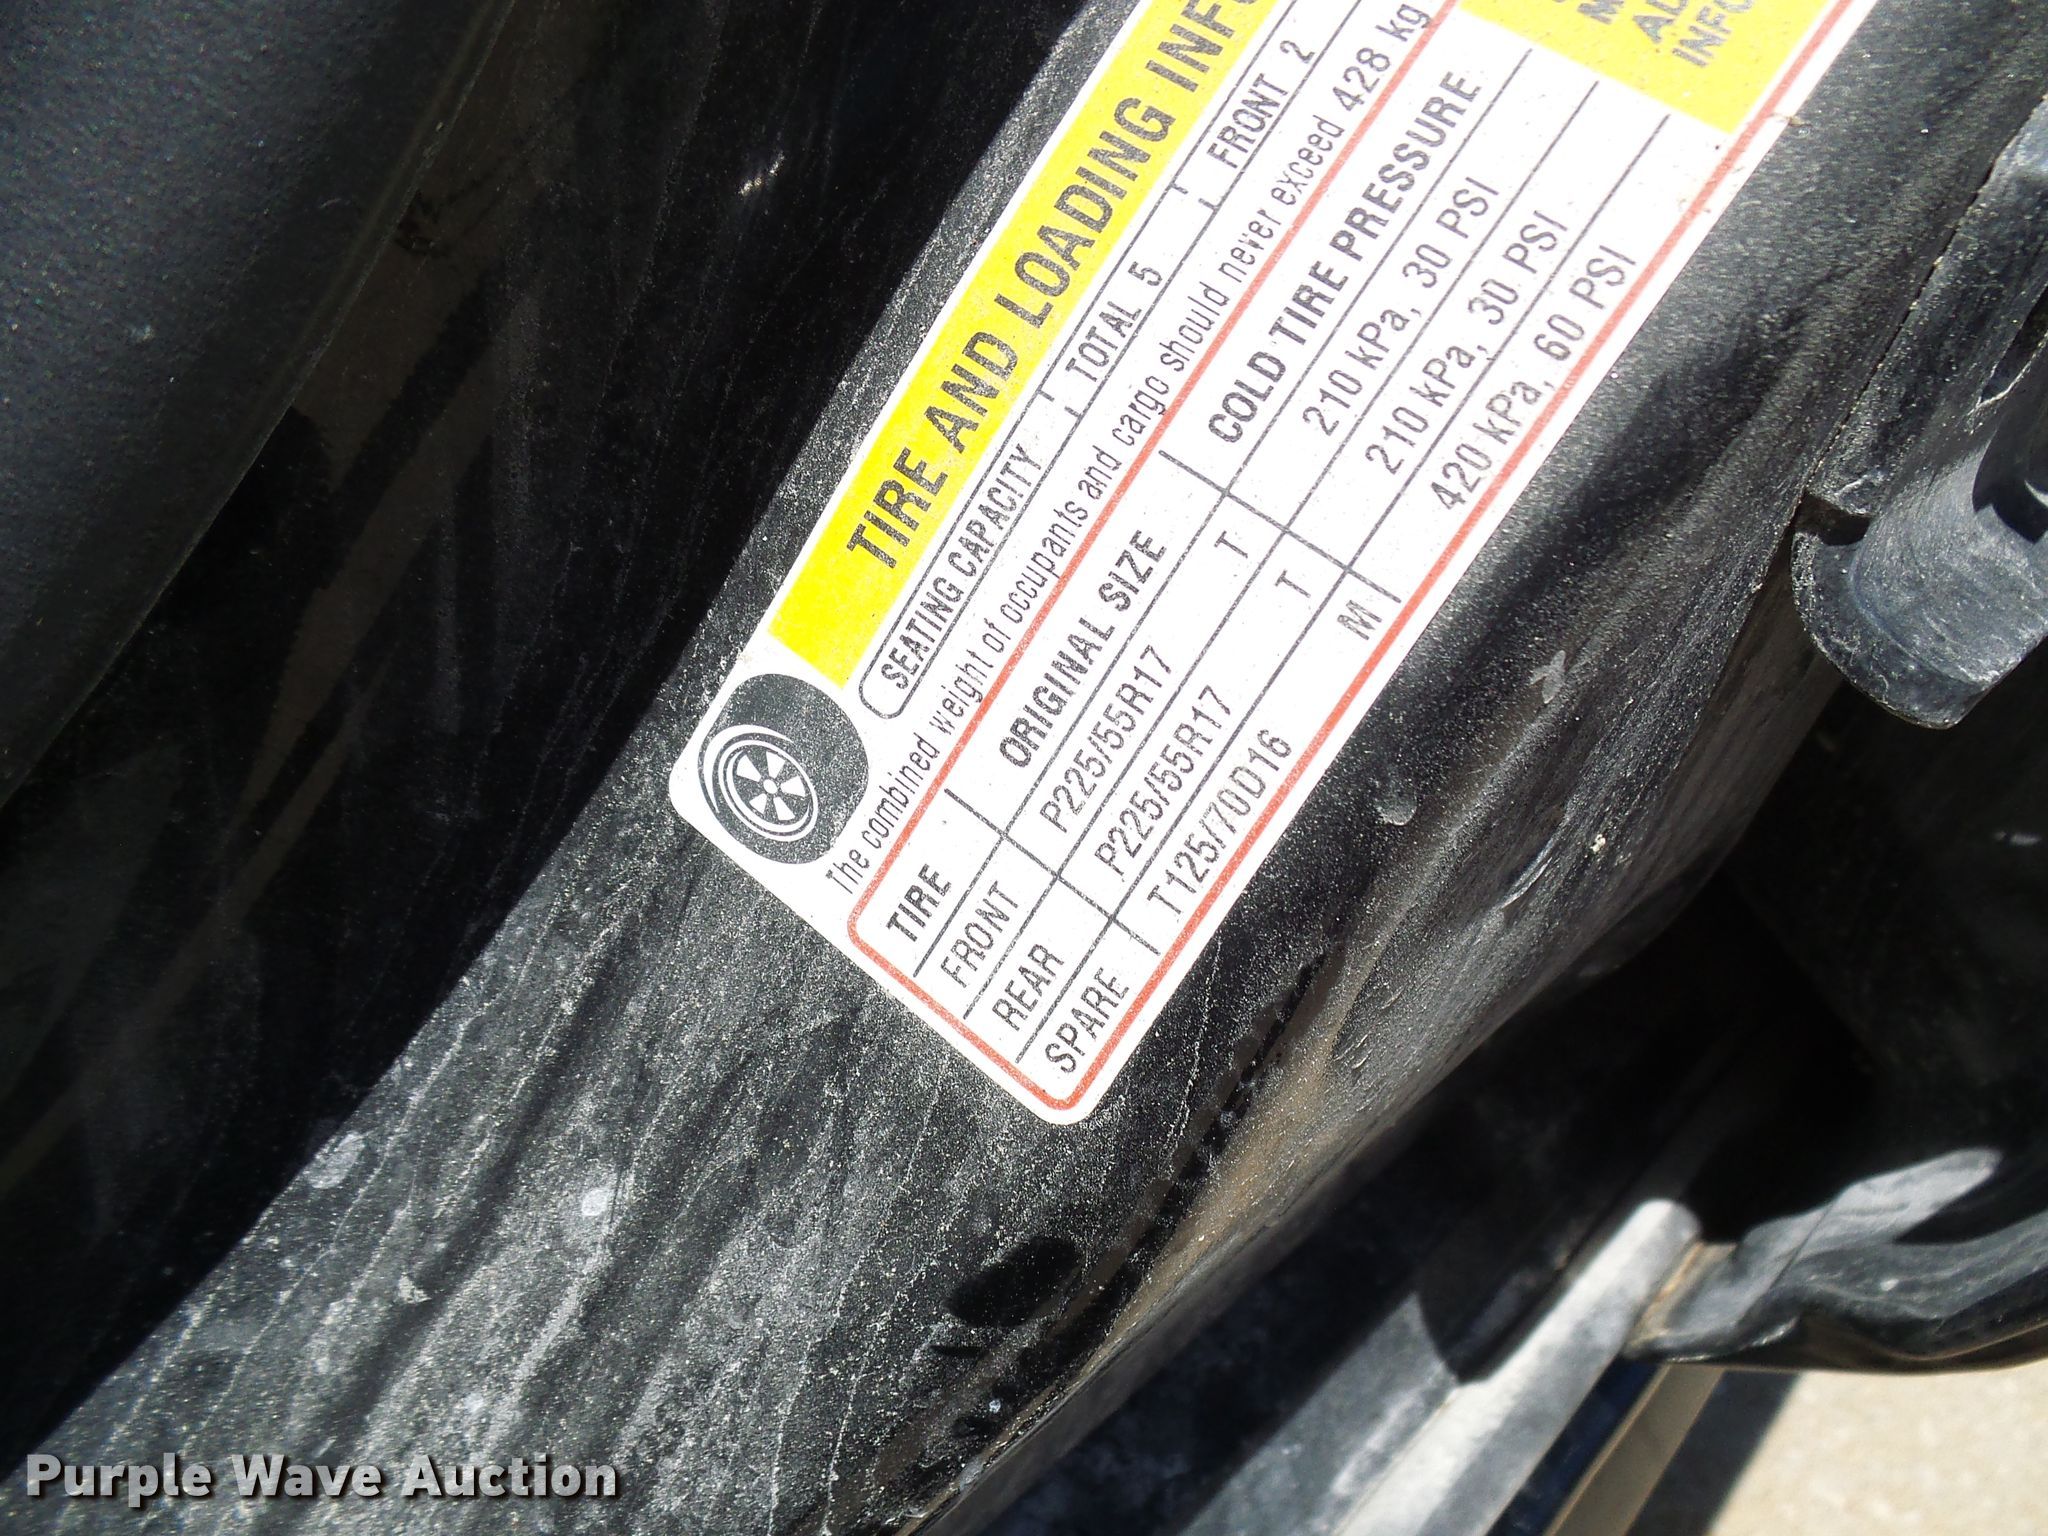 TIRE AND LOADING
SEATING CAPACITY TOTAL 5 FRONT 2
The combined weight of occupants and cargo should never exceed 428 kg
TIRE ORIGINAL SIZE COLD TIRE PRESSURE
FRONT P225/55R17 T 210 kPa, 30 PSI
REAR P225/55R17 T 210 kPa, 30 PSI
SPARE T125/70D16 M 420 kPa, 60 PSI
Purple Wave Auction